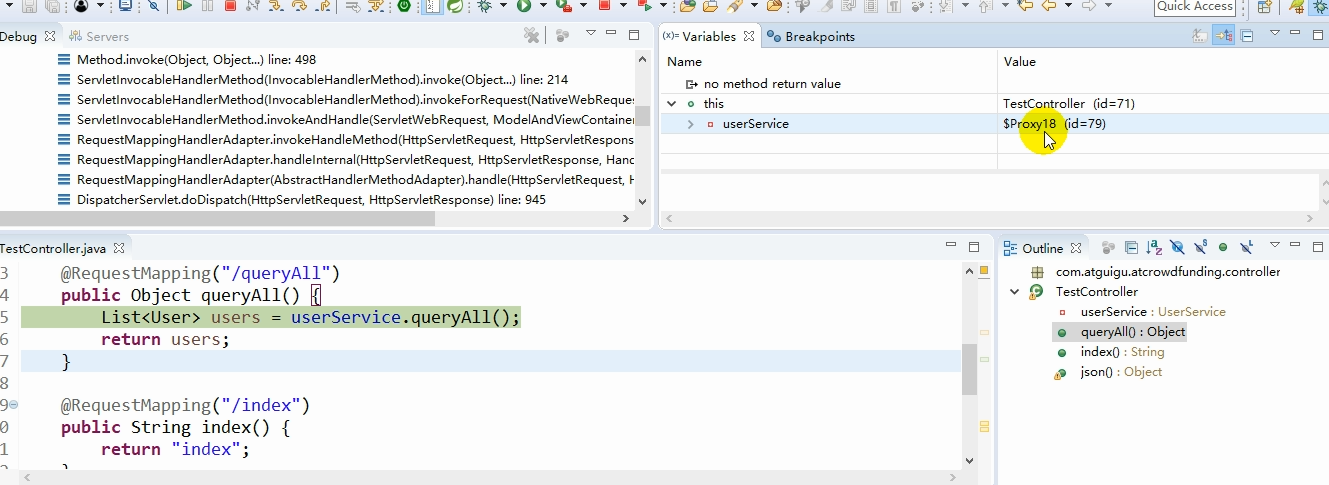 Quick Access
Debug
Servers
Method.invoke(Object, Object...) line: 498
ServletInvocableHandlerMethod(InvocableHandlerMethod).invoke(Object...) line: 214
ServletInvocableHandlerMethod(InvocableHandlerMethod).invokeForRequest(NativeWebReque
ServletInvocableHandlerMethod.invokeAndHandle(ServletWebRequest, ModelAndViewContaine
RequestMappingHandlerAdapter.invokeHandleMethod(HttpServletRequest, HttpServletRespons
RequestMappingHandlerAdapter.handleInternal(HttpServletRequest, HttpServletResponse, Hand
RequestMappingHandlerAdapter(AbstractHandlerMethodAdapter).handle(HttpServletRequest, H
DispatcherServlet.doDispatch(HttpServletRequest, HttpServletResponse) line: 945
(x)= Variables
Breakpoints
Name Value
no method return value
this TestController (id=71)
userService $Proxy18 (id=79)
TestController.java
3 @RequestMapping("/queryAll")
4 public Object queryAll() {
5 List<User> users = userService.queryAll();
6 return users;
7 }
8
9 @RequestMapping("/index")
0 public String index() {
1 return "index";
}
Outline
com.atguigu.atcrowdfunding.controller
TestController
userService : UserService
queryAll() : Object
index() : String
json() : Object